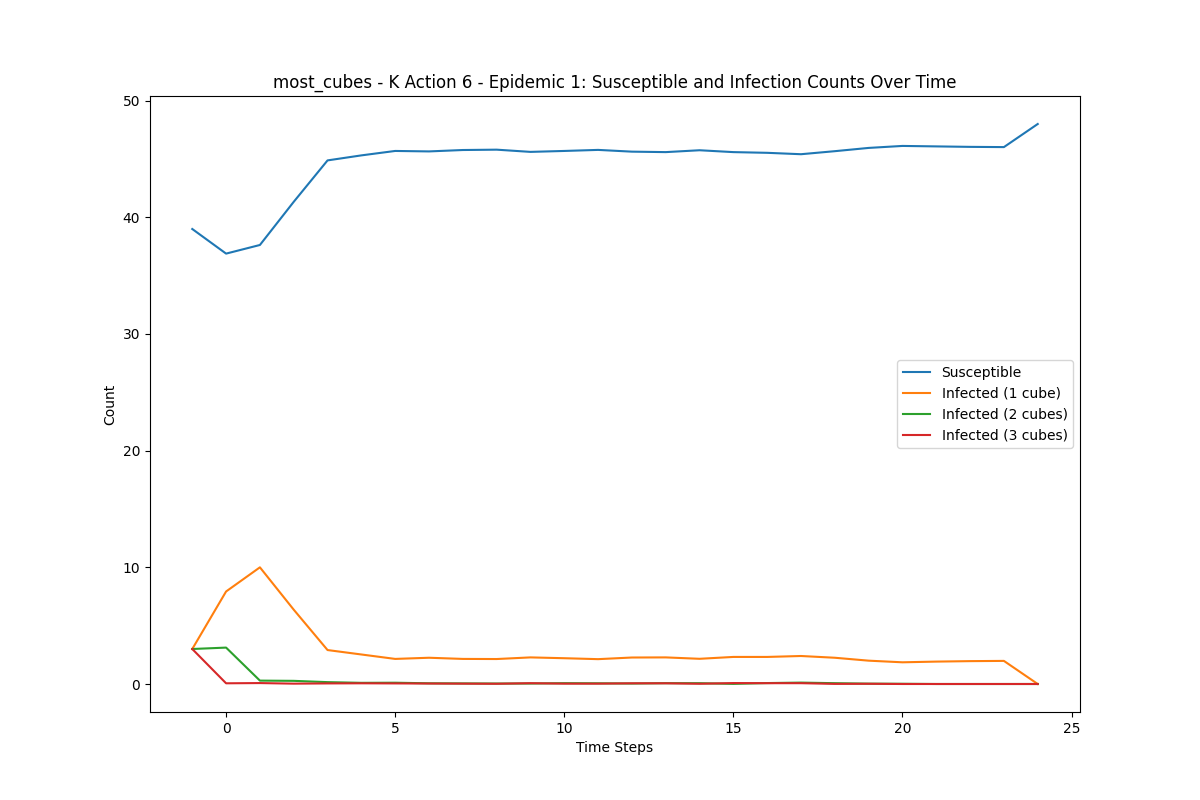 most_cubes - K Action 6 - Epidemic 1: Susceptible and Infection Counts Over Time
50
40
30
20
10
0
Count
Susceptible
Infected (1 cube)
Infected (2 cubes)
Infected (3 cubes)
0 5 10 15 20 25
Time Steps